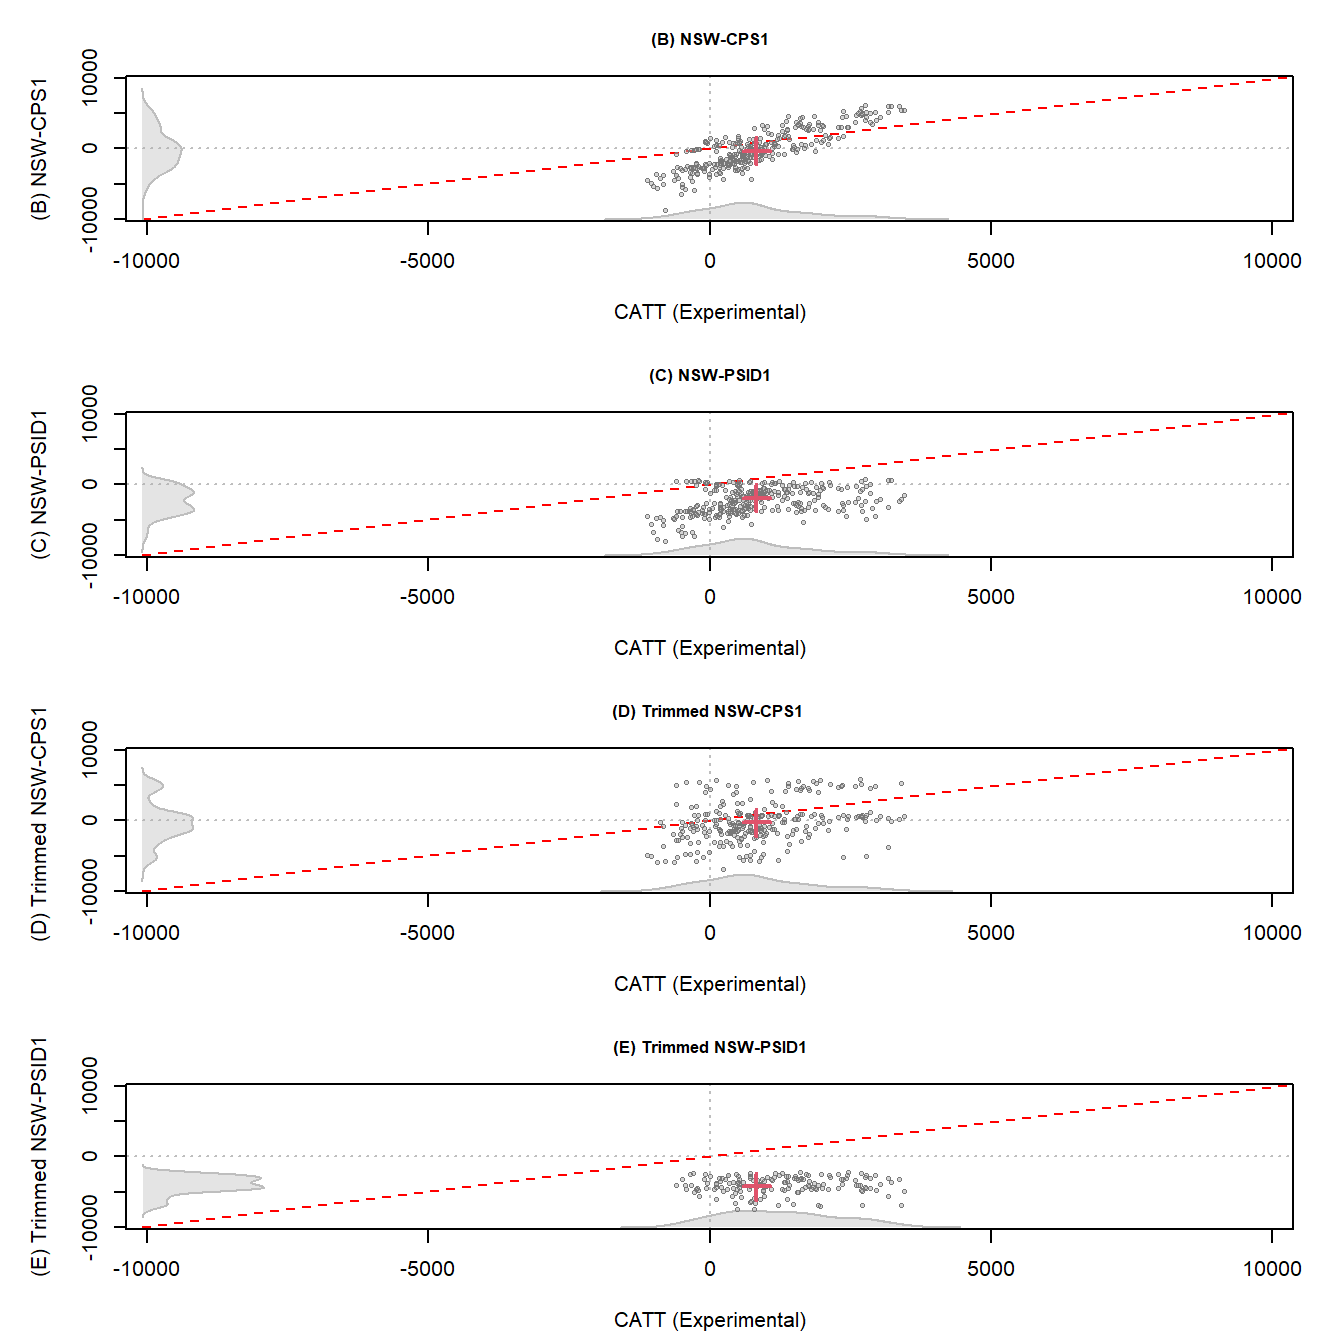 (B) NSW-CPS1
(B) NSW-CPS1
10000
0
-10000
-10000 -5000 0 5000 10000
CATT (Experimental)
(C) NSW-PSID1
(C) NSW-PSID1
10000
0
-10000
-10000 -5000 0 5000 10000
CATT (Experimental)
(D) Trimmed NSW-CPS1
(D) Trimmed NSW-CPS1
10000
0
-10000
-10000 -5000 0 5000 10000
CATT (Experimental)
(E) Trimmed NSW-PSID1
(E) Trimmed NSW-PSID1
10000
0
-10000
-10000 -5000 0 5000 10000
CATT (Experimental)